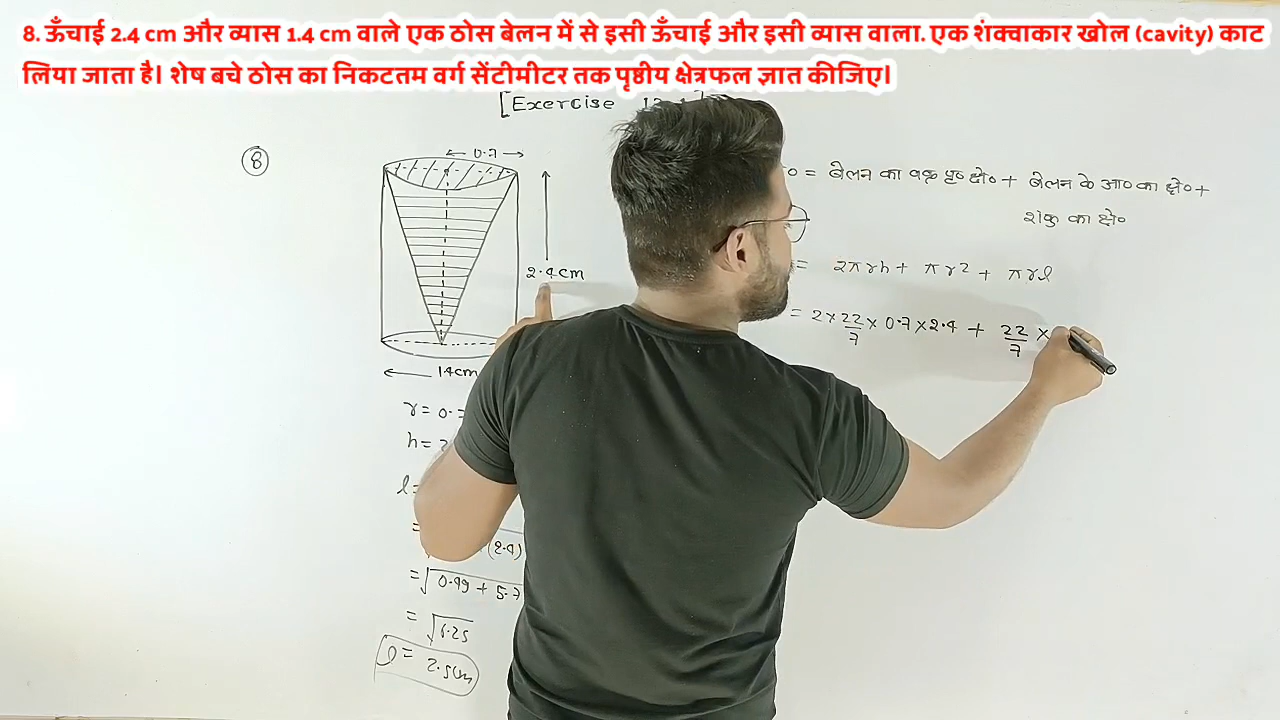 8. ऊँचाई 2.4 cm और व्यास 1.4 cm वाले एक ठोस बेलन में से इसी ऊँचाई और इसी व्यास वाला. एक शंक्वाकार खोल (cavity) काट
लिया जाता है। शेष बचे ठोस का निकटतम वर्ग सेंटीमीटर तक पृष्ठीय क्षेत्रफल ज्ञात कीजिए।
[Exercise
8
0.7
2.4cm
14cm
r = 0.7
h =
l =
(2.4)
= √0.49 + 5.7
= √6.25
l = 2.5cm
= बेलन का वक्र पृ० क्षे० + बेलन के आ० का क्षे० +
शंकु का क्षे०
= 2πrh + πr2 + πrl
= 2 × 22/7 × 0.7 × 2.4 + 22/7 ×